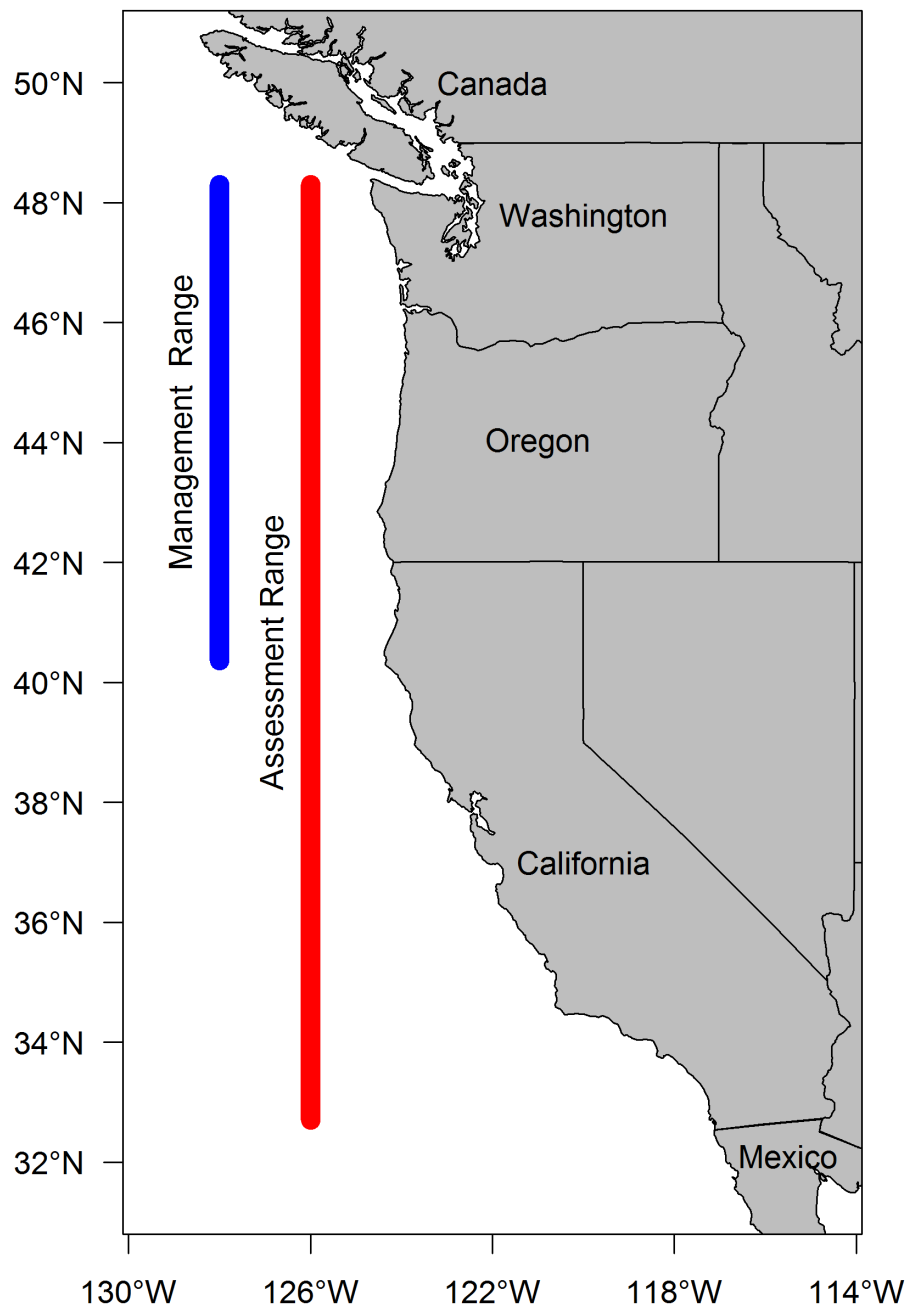 50°N
Canada
48°N
Washington
46°N
Management Range
44°N
Oregon
42°N
Assessment Range
40°N
38°N
California
36°N
34°N
32°N
Mexico
130°W
126°W
122°W
118°W
114°W